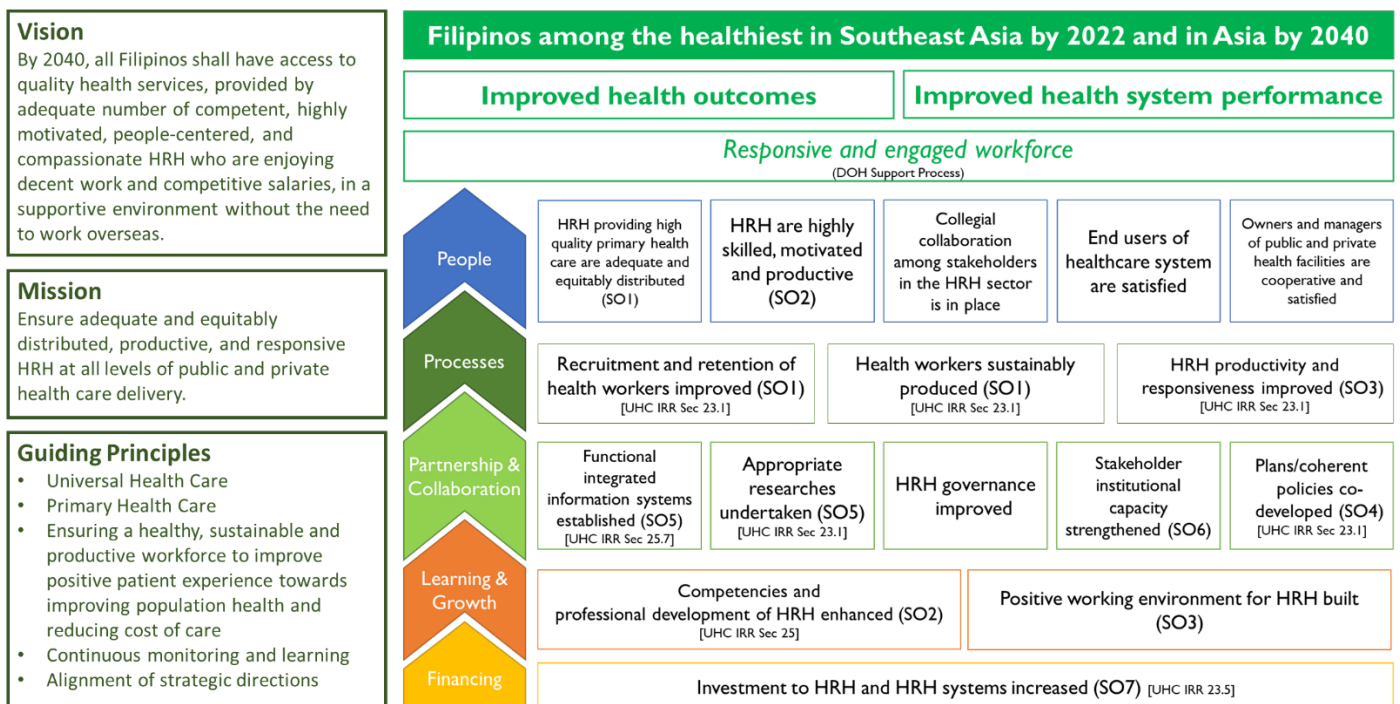 Vision
By 2040, all Filipinos shall have access to
quality health services, provided by
adequate number of competent, highly
motivated, people-centered, and
compassionate HRH who are enjoying
decent work and competitive salaries, in a
supportive environment without the need
to work overseas.
Mission
Ensure adequate and equitably
distributed, productive, and responsive
HRH at all levels of public and private
health care delivery.
Guiding Principles
• Universal Health Care
• Primary Health Care
• Ensuring a healthy, sustainable and
productive workforce to improve
positive patient experience towards
improving population health and
reducing cost of care
• Continuous monitoring and learning
• Alignment of strategic directions
Filipinos among the healthiest in Southeast Asia by 2022 and in Asia by 2040
Improved health outcomes
Improved health system performance
Responsive and engaged workforce
(DOH Support Process)
People
HRH providing high
quality primary health
care are adequate and
equitably distributed
(SO1)
HRH are highly
skilled, motivated
and productive
(SO2)
Collegial
collaboration
among stakeholders
in the HRH sector
is in place
End users of
healthcare system
are satisfied
Owners and managers
of public and private
health facilities are
cooperative and
satisfied
Processes
Recruitment and retention of
health workers improved (SO1)
[UHC IRR Sec 23.1]
Health workers sustainably
produced (SO1)
[UHC IRR Sec 23.1]
HRH productivity and
responsiveness improved (SO3)
[UHC IRR Sec 23.1]
Partnership &
Collaboration
Functional
integrated
information systems
established (SO5)
[UHC IRR Sec 25.7]
Appropriate
researches
undertaken (SO5)
[UHC IRR Sec 23.1]
HRH governance
improved
Stakeholder
institutional
capacity
strengthened (SO6)
Plans/coherent
policies co-
developed (SO4)
[UHC IRR Sec 23.1]
Learning &
Growth
Competencies and
professional development of HRH enhanced (SO2)
[UHC IRR Sec 25]
Positive working environment for HRH built
(SO3)
Financing
Investment to HRH and HRH systems increased (SO7) [UHC IRR 23.5]